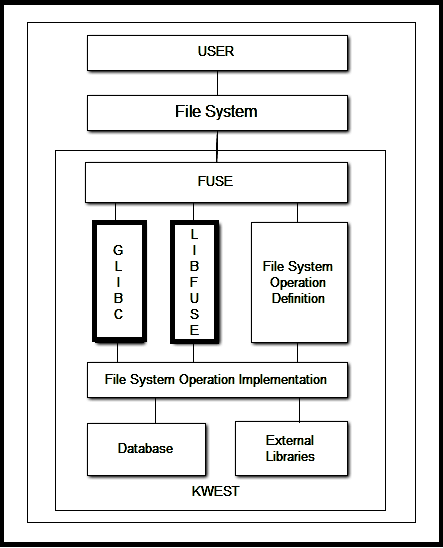 USER
File System
FUSE
G
L
I
B
C
L
I
B
F
U
S
E
File System
Operation
Definition
File System Operation Implementation
Database
External
Libraries
KWEST